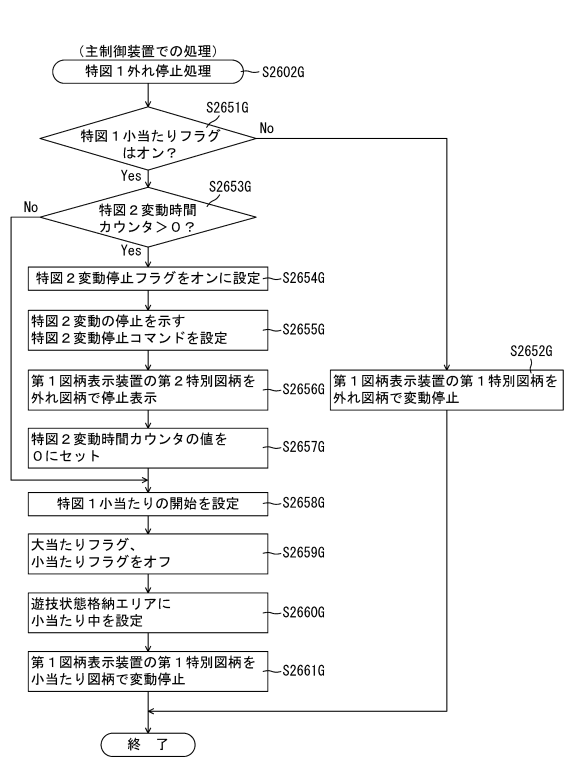 (主制御装置での処理)
特図1外れ停止処理
S2602G
S2651G
特図1小当たりフラグ
はオン?
No
Yes
S2653G
特図2変動時間
カウンタ>0?
No
Yes
特図2変動停止フラグをオンに設定
S2654G
特図2変動の停止を示す
特図2変動停止コマンドを設定
S2655G
S2652G
第1図柄表示装置の第1特別図柄を
外れ図柄で変動停止
第1図柄表示装置の第2特別図柄を
外れ図柄で停止表示
S2656G
特図2変動時間カウンタの値を
0にセット
S2657G
特図1小当たりの開始を設定
S2658G
大当たりフラグ、
小当たりフラグをオフ
S2659G
遊技状態格納エリアに
小当たり中を設定
S2660G
第1図柄表示装置の第1特別図柄を
小当たり図柄で変動停止
S2661G
終 了